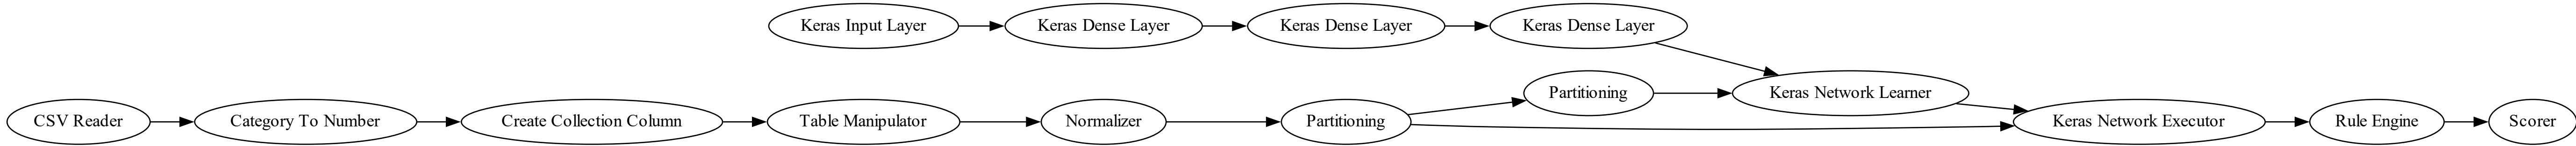 Keras Input Layer
Keras Dense Layer
Keras Dense Layer
Keras Dense Layer
Partitioning
Keras Network Learner
CSV Reader
Category To Number
Create Collection Column
Table Manipulator
Normalizer
Partitioning
Keras Network Executor
Rule Engine
Scorer